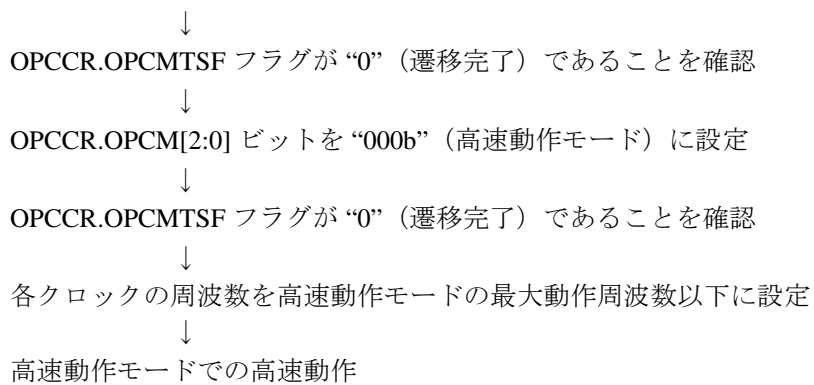 ↓
OPCCR.OPCMTSF フラグが “0”（遷移完了）であることを確認
↓
OPCCR.OPCM[2:0] ビットを “000b”（高速動作モード）に設定
↓
OPCCR.OPCMTSF フラグが “0”（遷移完了）であることを確認
↓
各クロックの周波数を高速動作モードの最大動作周波数以下に設定
↓
高速動作モードでの高速動作